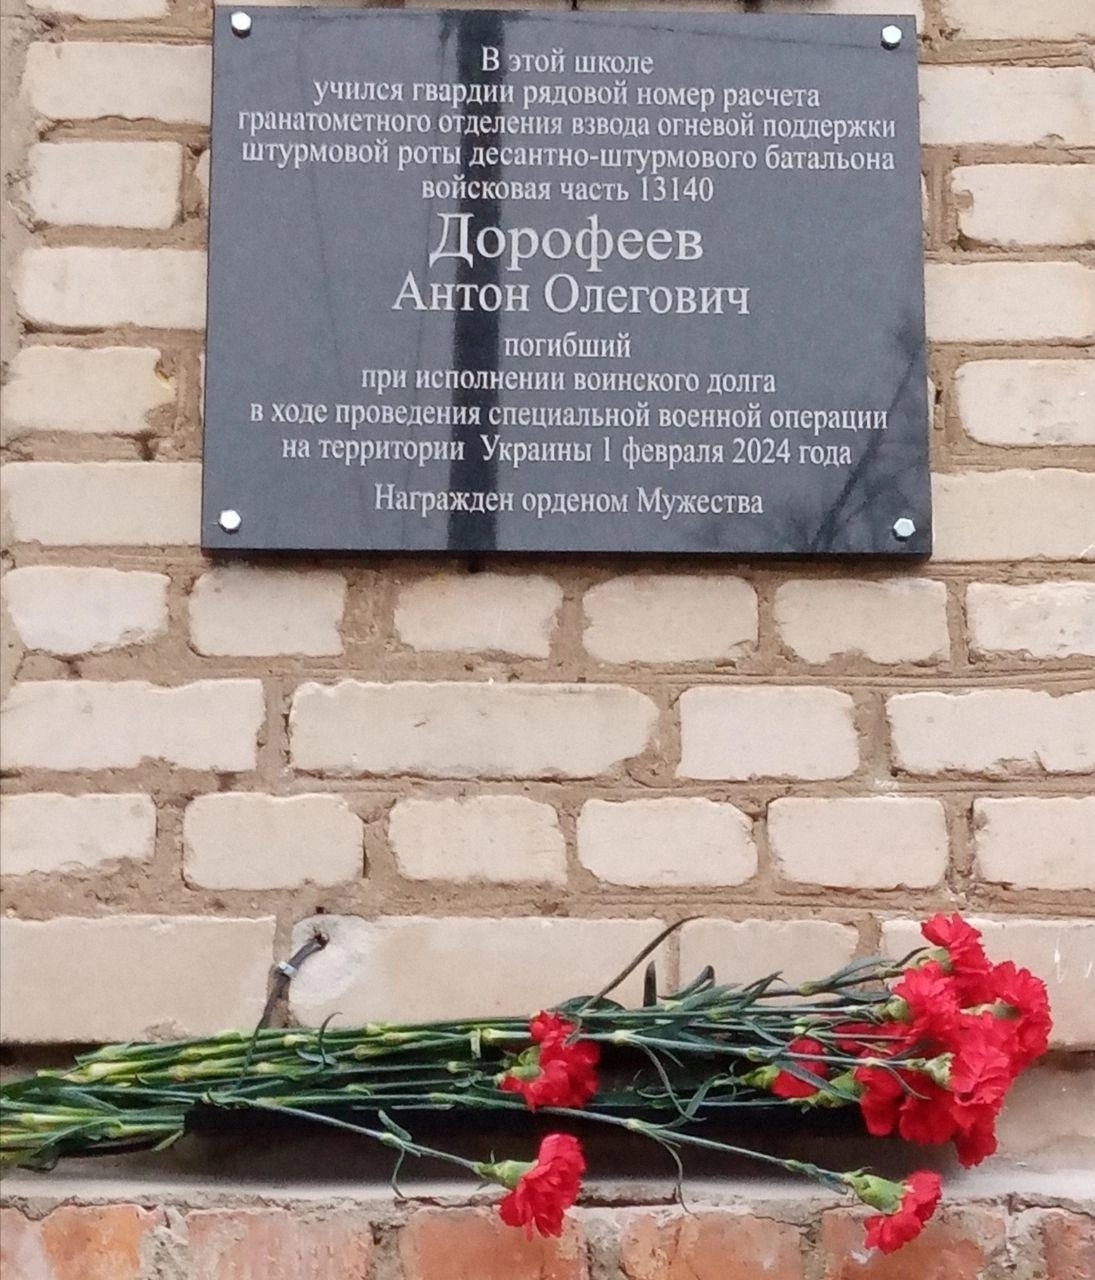 В этой школе
учился гвардии рядовой номер расчета
гранатометного отделения взвода огневой поддержки
штурмовой роты десантно-штурмового батальона
войсковая часть 13140
Дорофеев
Антон Олегович
погибший
при исполнении воинского долга
в ходе проведения специальной военной операции
на территории Украины 1 февраля 2024 года
Награжден орденом Мужества